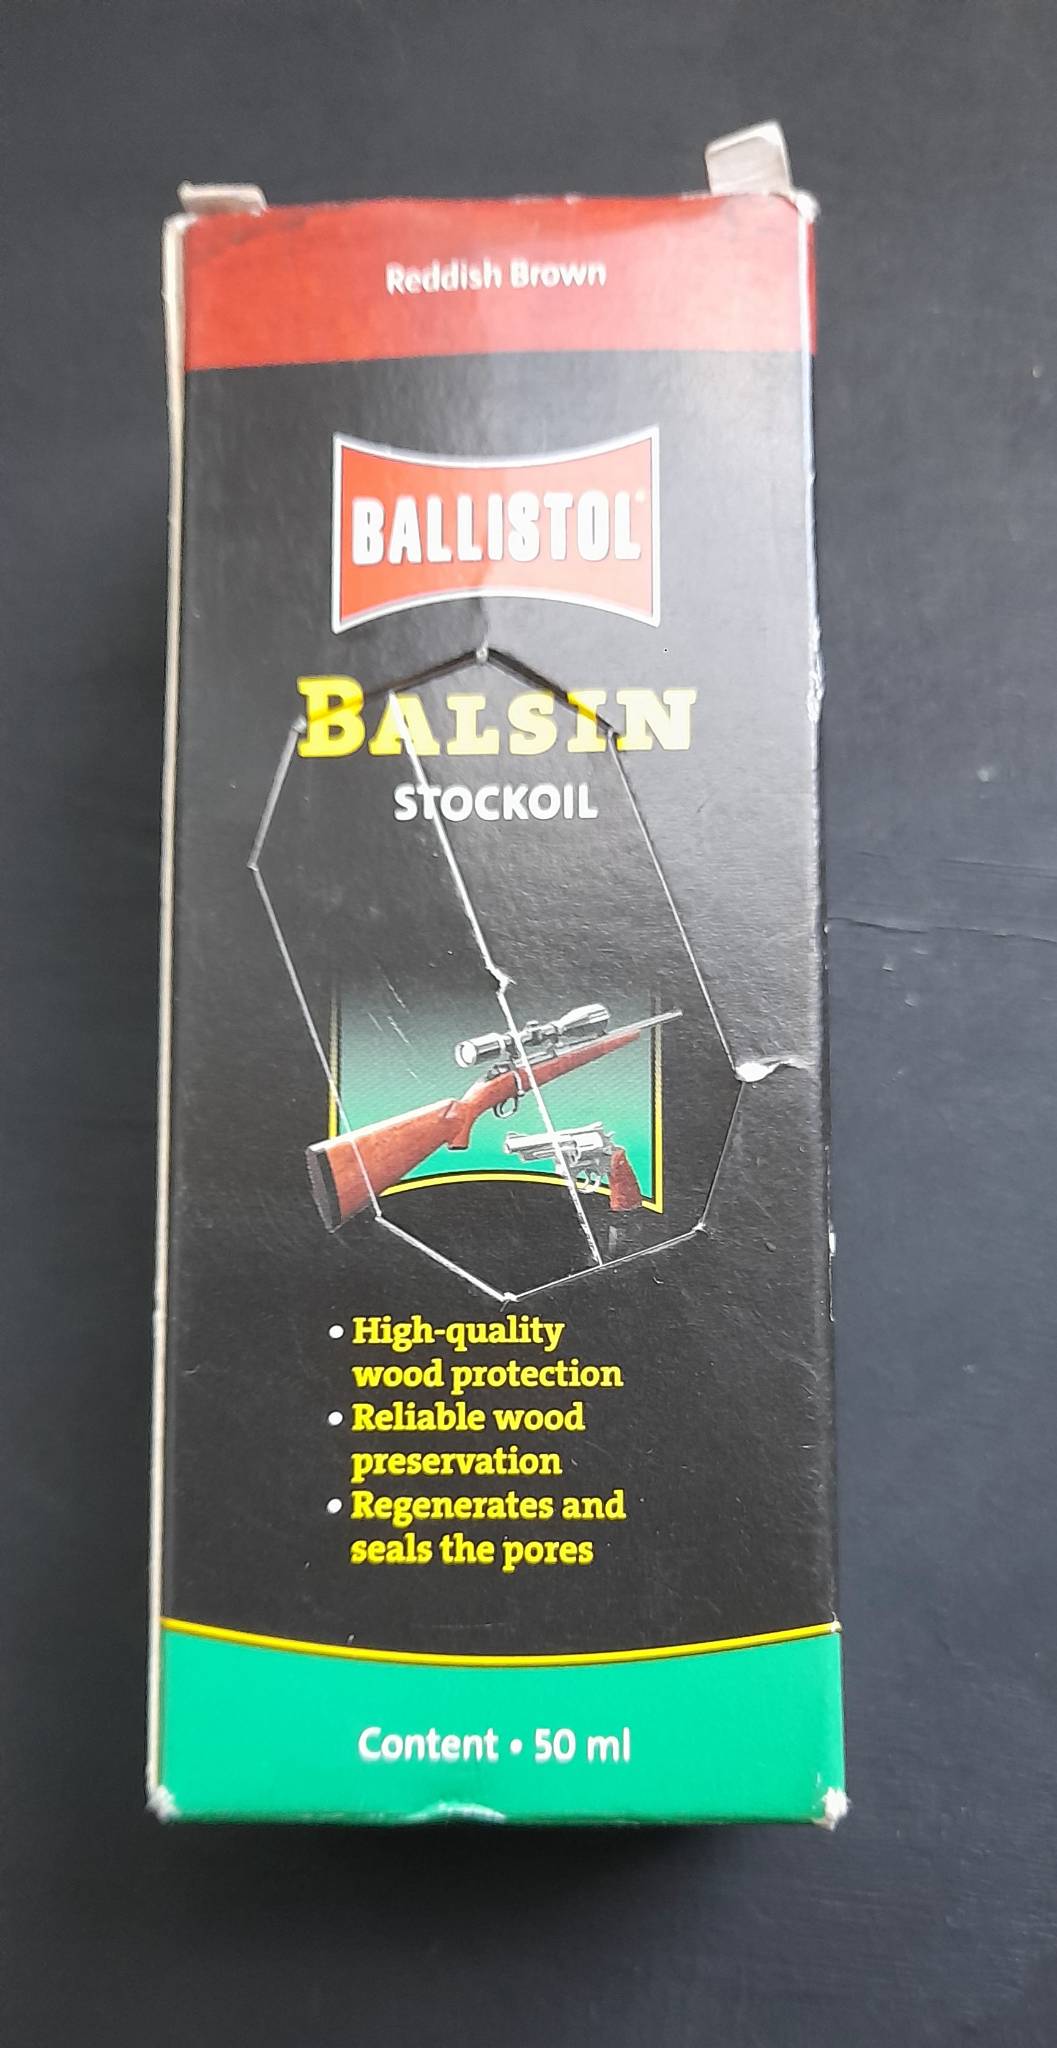 Reddish Brown
BALLISTOL
BALSIN
STOCKOIL
• High-quality
wood protection
• Reliable wood
preservation
• Regenerates and
seals the pores
Content • 50 ml